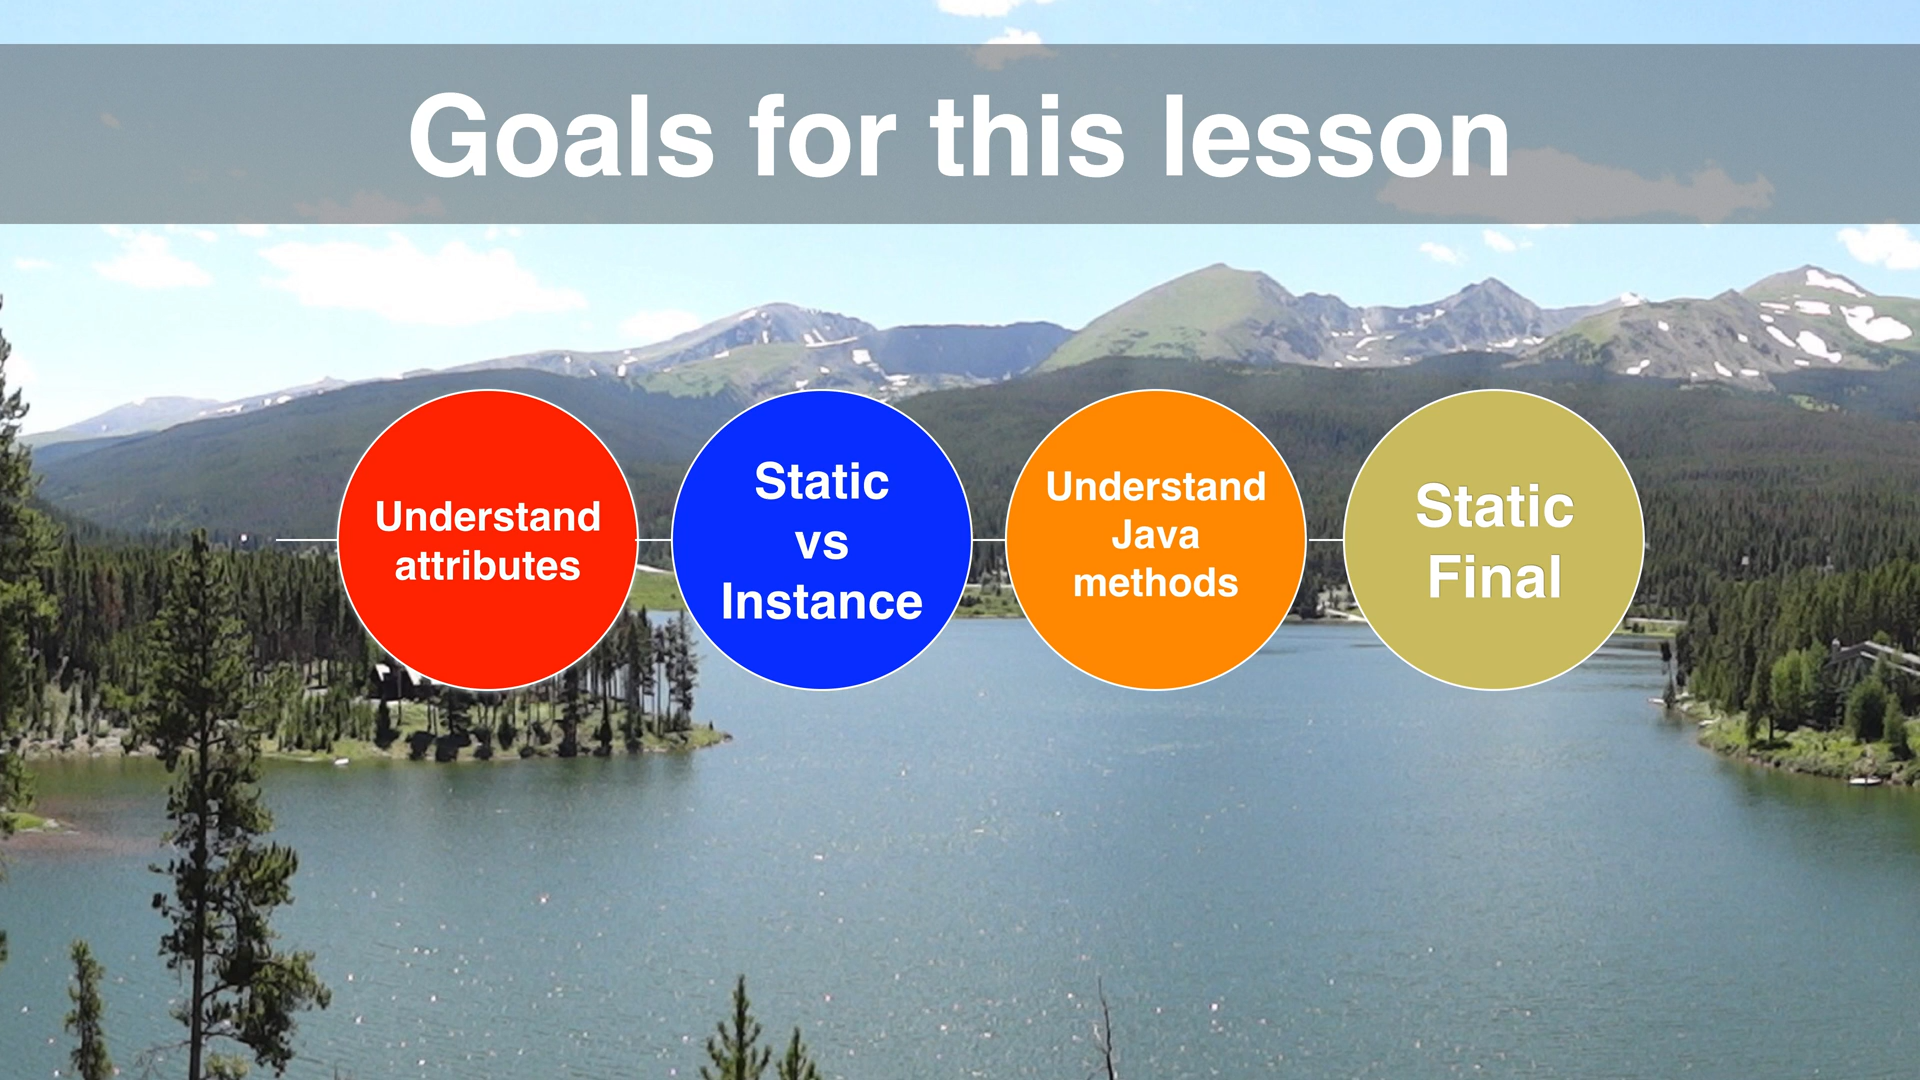 Goals for this lesson
Understand
attributes
Static
vs
Instance
Understand
Java
methods
Static
Final